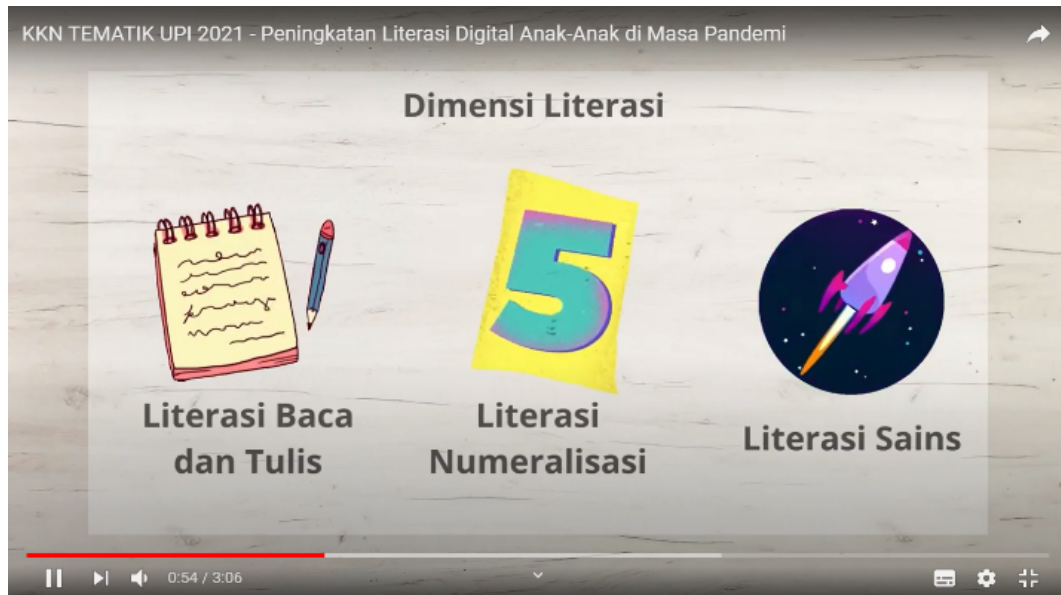 KKN TEMATIK UPI 2021 - Peningkatan Literasi Digital Anak-Anak di Masa Pandemi
Dimensi Literasi
5
Literasi Baca
dan Tulis
Literasi
Numeralisasi
Literasi Sains
0:54 / 3:06